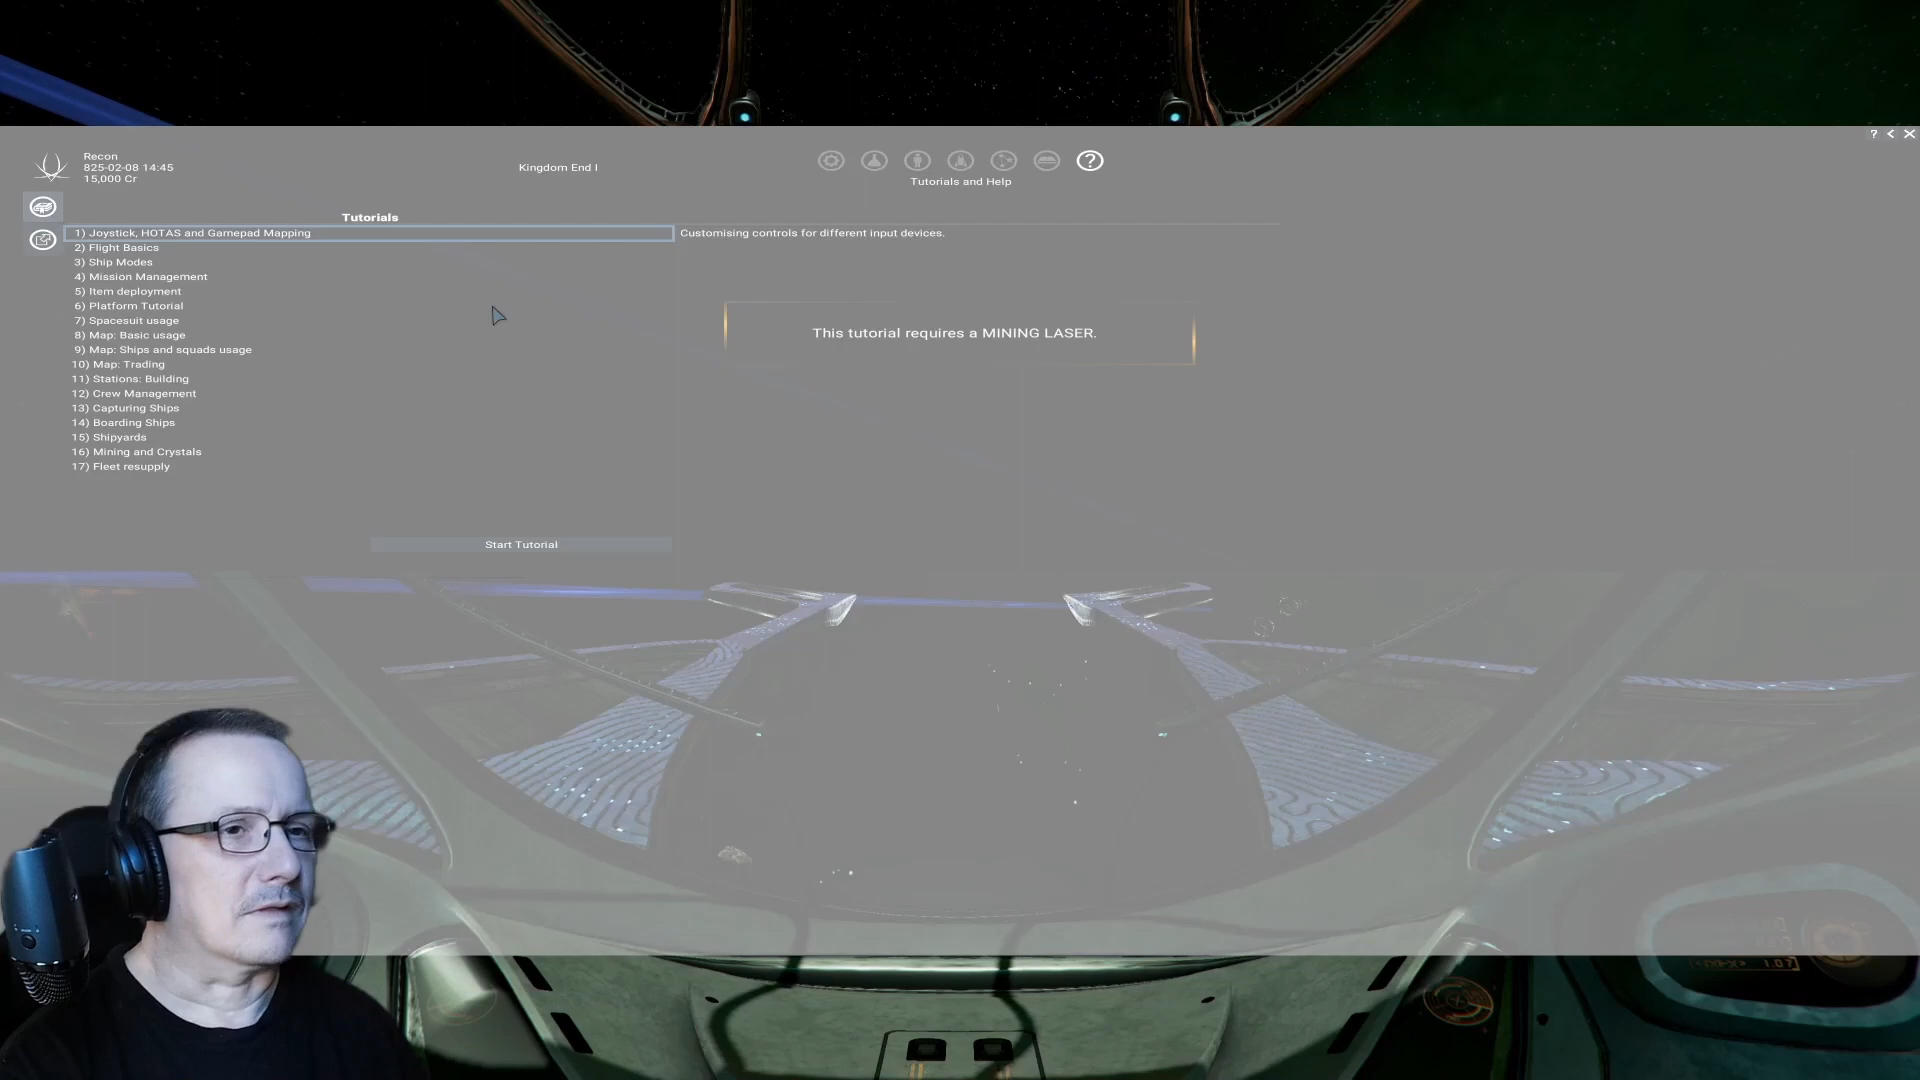 ? < X
Recon
825-02-08 14:45
15,000 Cr
Kingdom End I
?
Tutorials and Help
Tutorials
1) Joystick, HOTAS and Gamepad Mapping
Customising controls for different input devices.
2) Flight Basics
3) Ship Modes
4) Mission Management
5) Item deployment
6) Platform Tutorial
7) Spacesuit usage
This tutorial requires a MINING LASER.
8) Map: Basic usage
9) Map: Ships and squads usage
10) Map: Trading
11) Stations: Building
12) Crew Management
13) Capturing Ships
14) Boarding Ships
15) Shipyards
16) Mining and Crystals
17) Fleet resupply
Start Tutorial